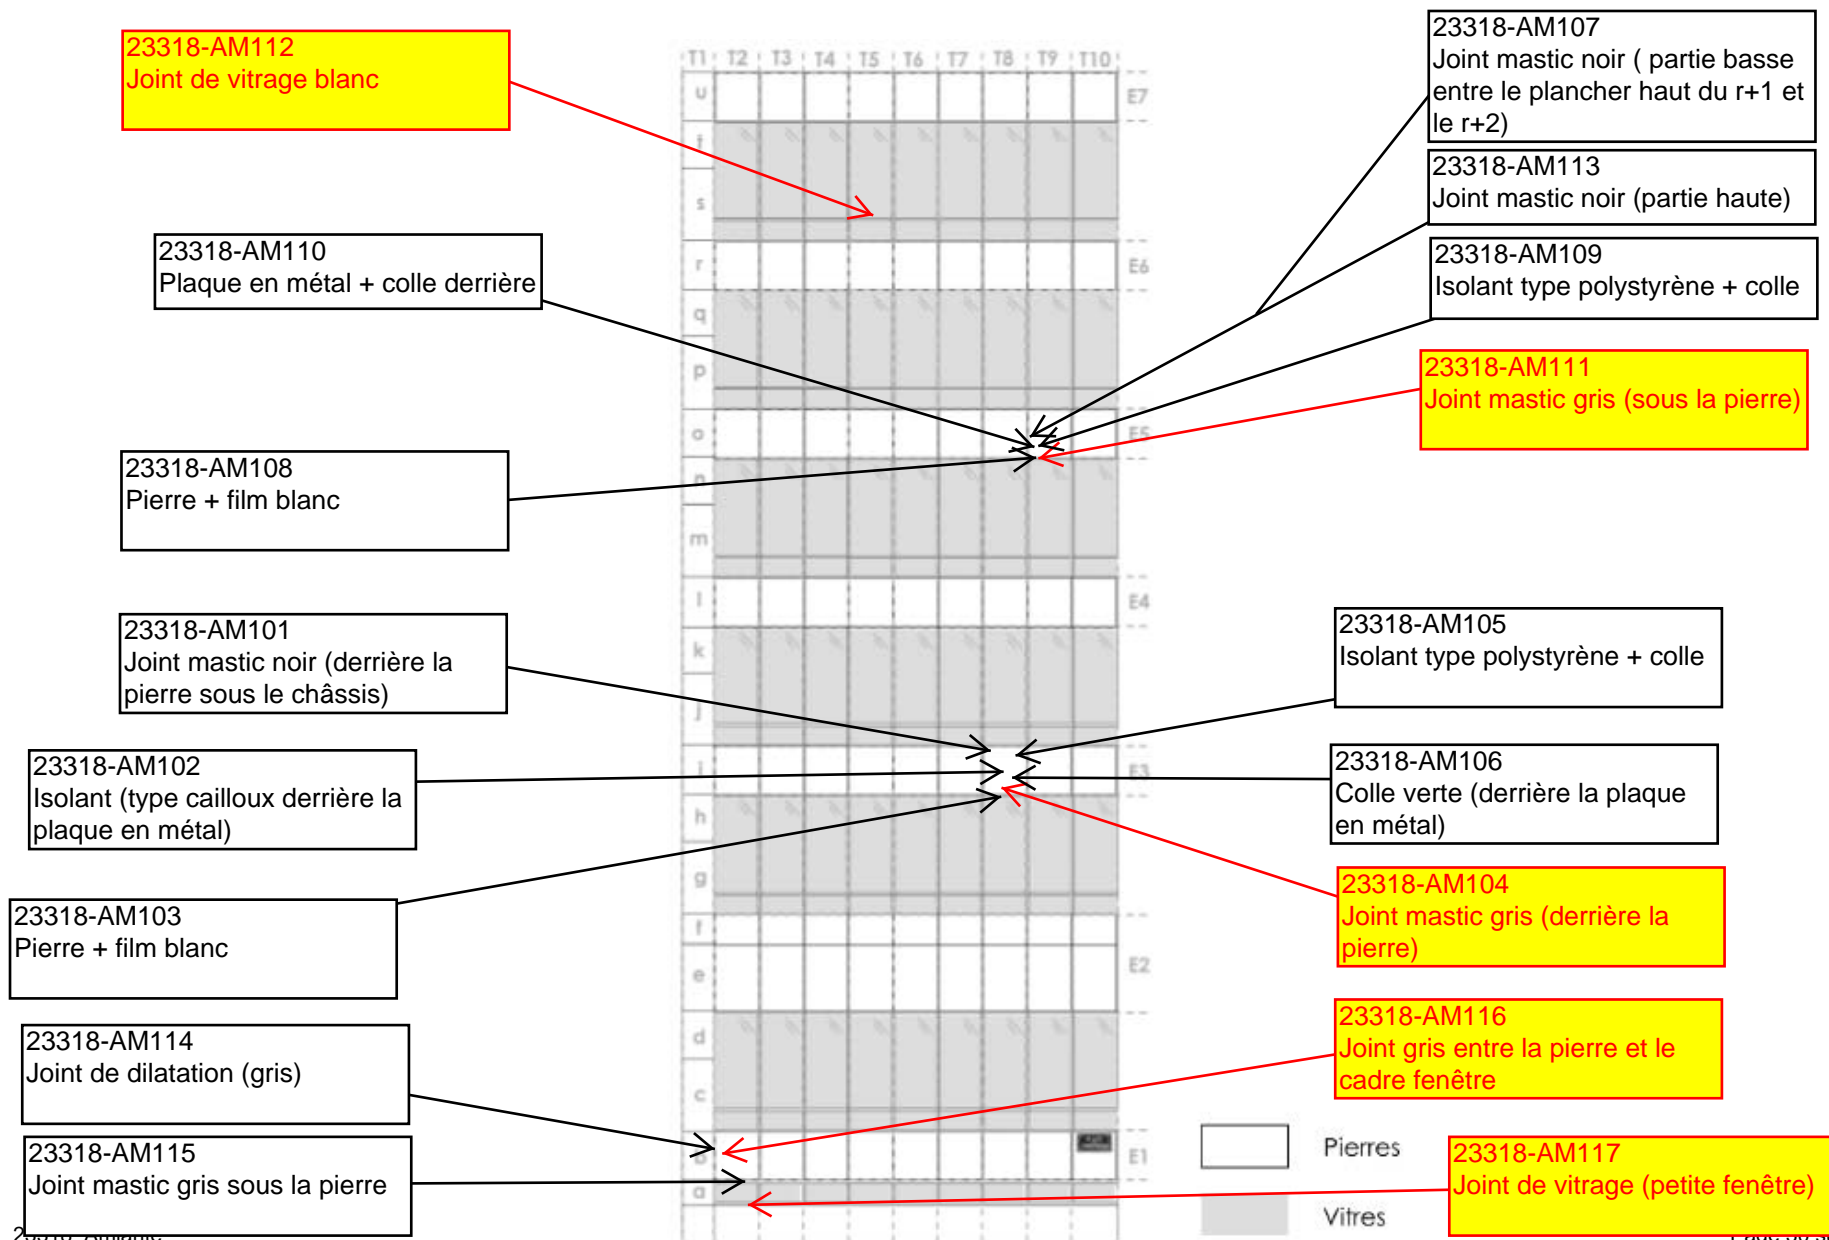 23318-AM112
Joint de vitrage blanc
23318-AM110
Plaque en métal + colle derrière
23318-AM108
Pierre + film blanc
23318-AM101
Joint mastic noir (derrière la
pierre sous le châssis)
23318-AM102
Isolant (type cailloux derrière la
plaque en métal)
23318-AM103
Pierre + film blanc
23318-AM114
Joint de dilatation (gris)
23318-AM115
Joint mastic gris sous la pierre
T1 T2 T3 T4 T5 T6 T7 T8 T9 T10
u E7
t
s
r E6
q
p
o E5
n
m
l E4
k
j
i E3
h
g
f
e E2
d
c
b E1
a
23318-AM107
Joint mastic noir ( partie basse
entre le plancher haut du r+1 et
le r+2)
23318-AM113
Joint mastic noir (partie haute)
23318-AM109
Isolant type polystyrène + colle
23318-AM111
Joint mastic gris (sous la pierre)
23318-AM105
Isolant type polystyrène + colle
23318-AM106
Colle verte (derrière la plaque
en métal)
23318-AM104
Joint mastic gris (derrière la
pierre)
23318-AM116
Joint gris entre la pierre et le
cadre fenêtre
23318-AM117
Joint de vitrage (petite fenêtre)
Pierres
Vitres